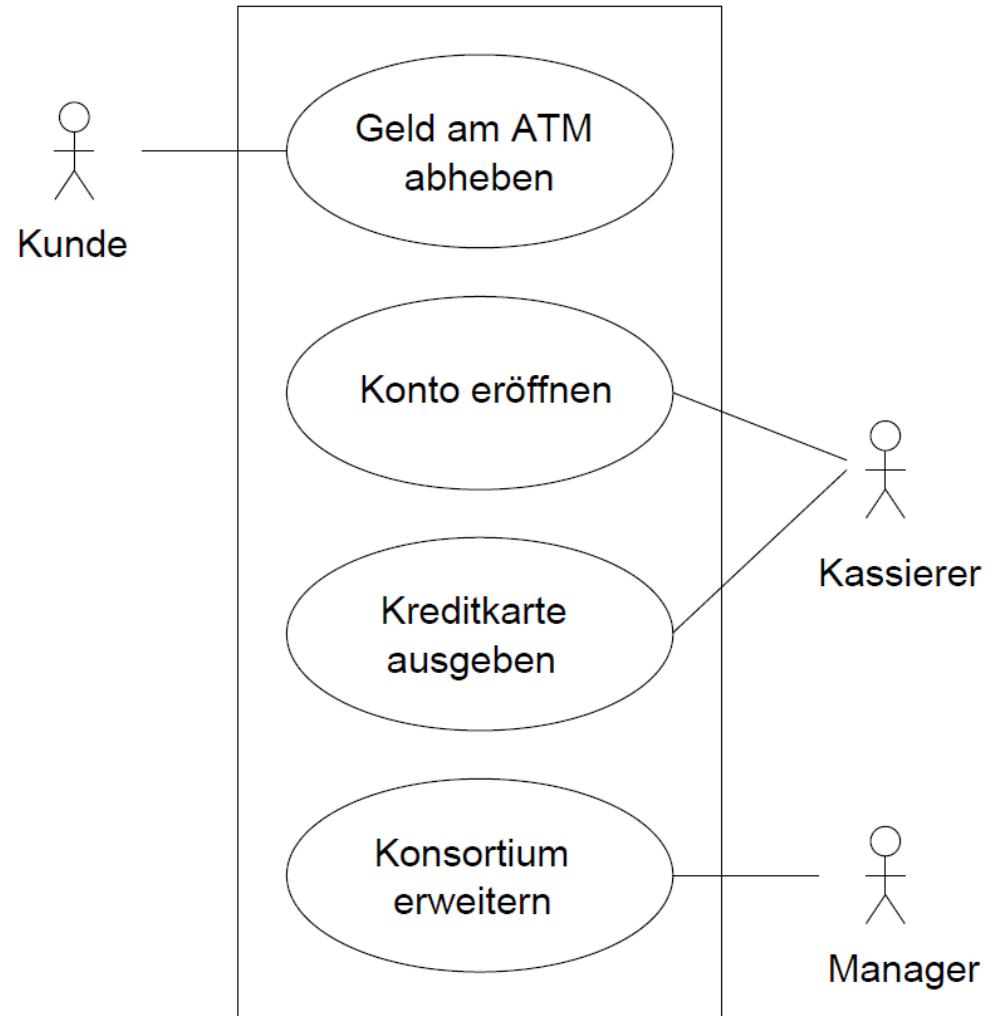 Geld am ATM
abheben
Kunde
Konto eröffnen
Kassierer
Kreditkarte
ausgeben
Konsortium
erweitern
Manager